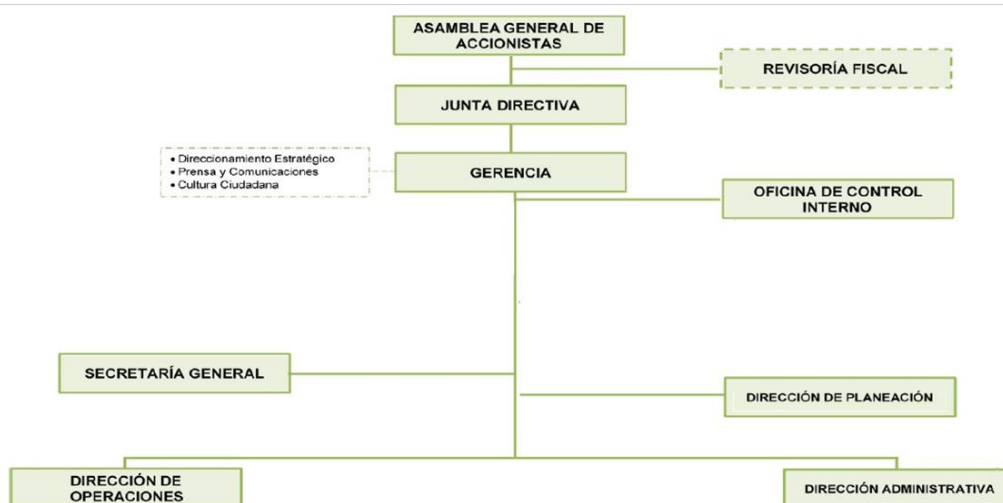 ASAMBLEA GENERAL DE
ACCIONISTAS
REVISORÍA FISCAL
JUNTA DIRECTIVA
• Direccionamiento Estratégico
• Prensa y Comunicaciones
• Cultura Ciudadana
GERENCIA
OFICINA DE CONTROL
INTERNO
SECRETARÍA GENERAL
DIRECCIÓN DE PLANEACIÓN
DIRECCIÓN DE
OPERACIONES
DIRECCIÓN ADMINISTRATIVA